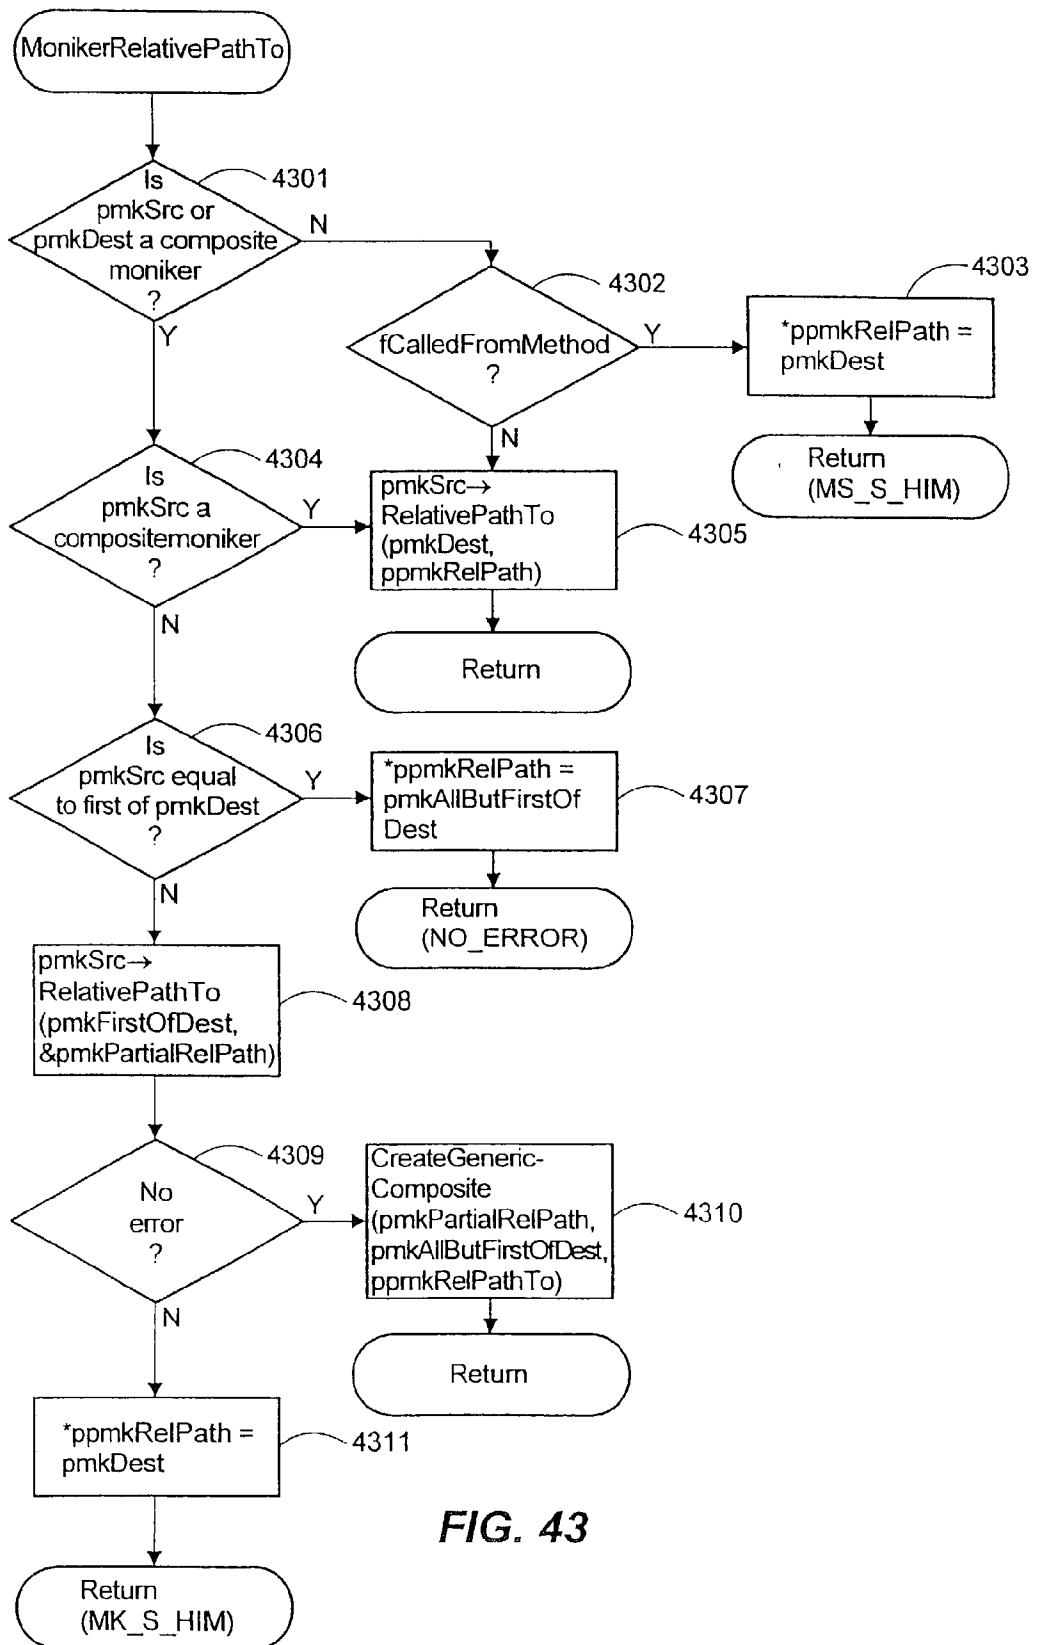 MonikerRelativePathTo
4301
Is
pmkSrc or
pmkDest a composite
moniker
?
N
Y
4302
fCalledFromMethod
?
Y
N
4303
*ppmkRelPath =
pmkDest
Return
(MS_S_HIM)
4304
Is
pmkSrc a
compositemoniker
?
Y
N
pmkSrc→
RelativePathTo
(pmkDest,
ppmkRelPath)
4305
Return
4306
Is
pmkSrc equal
to first of pmkDest
?
Y
N
*ppmkRelPath =
pmkAllButFirstOf
Dest
4307
Return
(NO_ERROR)
pmkSrc→
RelativePathTo
(pmkFirstOfDest,
&pmkPartialRelPath)
4308
4309
No
error
?
Y
N
CreateGeneric-
Composite
(pmkPartialRelPath,
pmkAllButFirstOfDest,
ppmkRelPathTo)
4310
Return
*ppmkRelPath =
pmkDest
4311
Return
(MK_S_HIM)
FIG. 43